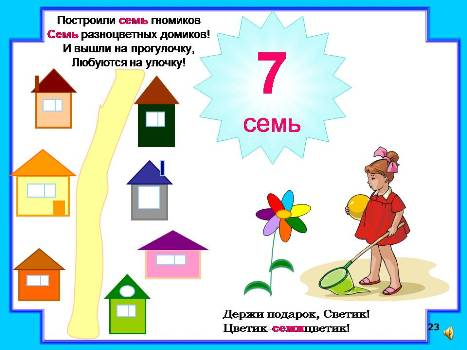 Построили семь гномиков
Семь разноцветных домиков!
И вышли на прогулочку,
Любуются на улочку!
7
семь
Держи подарок, Светик!
Цветик -семицветик!
23